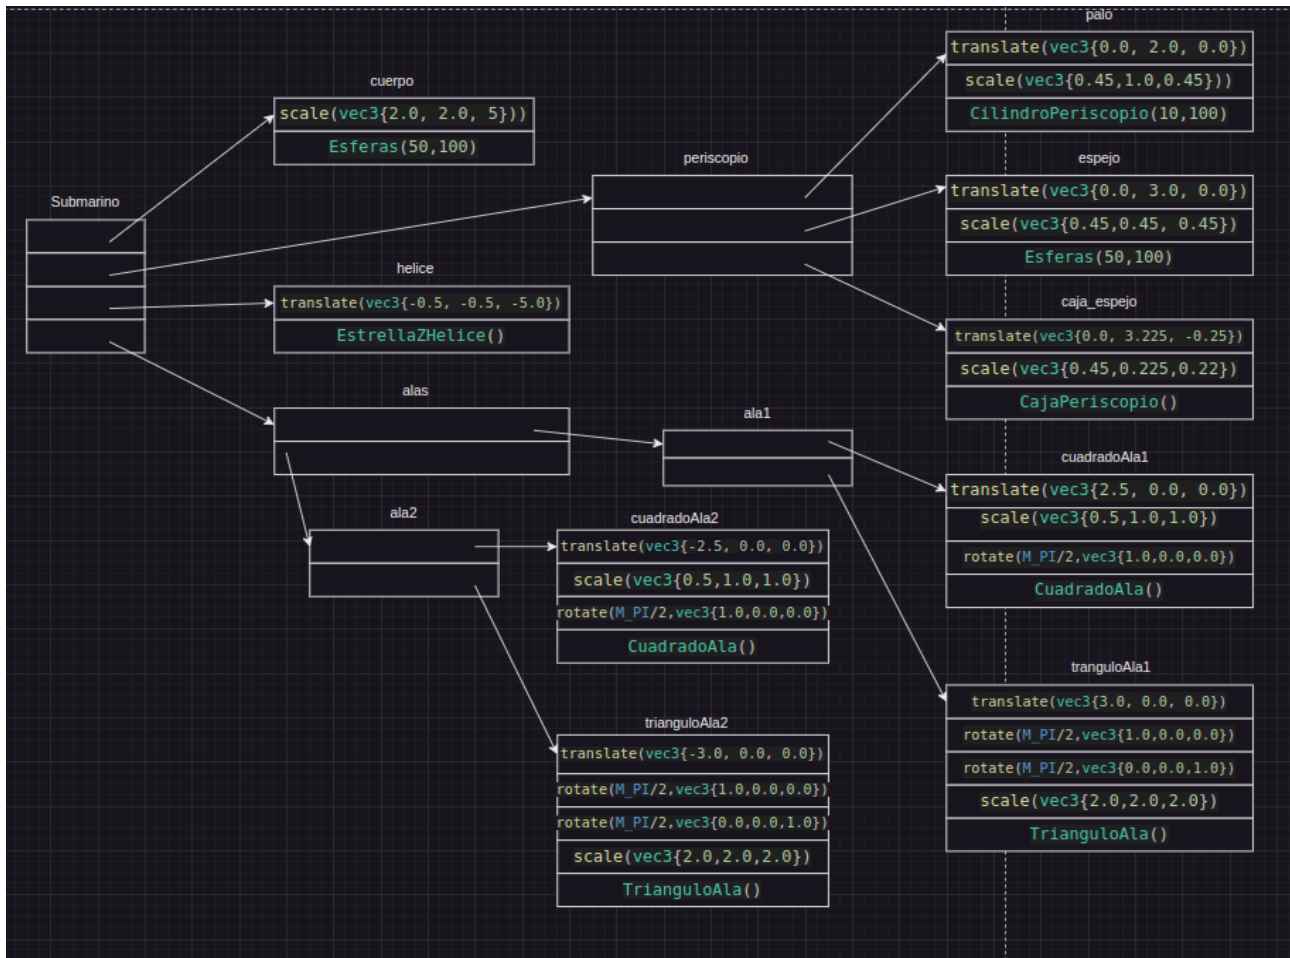 Submarino
cuerpo
scale(vec3{2.0, 2.0, 5}))
Esferas(50,100)
periscopio
palo
translate(vec3{0.0, 2.0, 0.0})
scale(vec3{0.45,1.0,0.45}))
CilindroPeriscopio(10,100)
espejo
translate(vec3{0.0, 3.0, 0.0})
scale(vec3{0.45,0.45, 0.45})
Esferas(50,100)
caja_espejo
translate(vec3{0.0, 3.225, -0.25})
scale(vec3{0.45,0.225,0.22})
CajaPeriscopio()
helice
translate(vec3{-0.5, -0.5, -5.0})
EstrellaZHelice()
alas
ala1
cuadradoAla1
translate(vec3{2.5, 0.0, 0.0})
scale(vec3{0.5,1.0,1.0})
rotate(M_PI/2,vec3{1.0,0.0,0.0})
CuadradoAla()
tranguloAla1
translate(vec3{3.0, 0.0, 0.0})
rotate(M_PI/2,vec3{1.0,0.0,0.0})
rotate(M_PI/2,vec3{0.0,0.0,1.0})
scale(vec3{2.0,2.0,2.0})
TrianguloAla()
ala2
cuadradoAla2
translate(vec3{-2.5, 0.0, 0.0})
scale(vec3{0.5,1.0,1.0})
rotate(M_PI/2,vec3{1.0,0.0,0.0})
CuadradoAla()
trianguloAla2
translate(vec3{-3.0, 0.0, 0.0})
rotate(M_PI/2,vec3{1.0,0.0,0.0})
rotate(M_PI/2,vec3{0.0,0.0,1.0})
scale(vec3{2.0,2.0,2.0})
TrianguloAla()